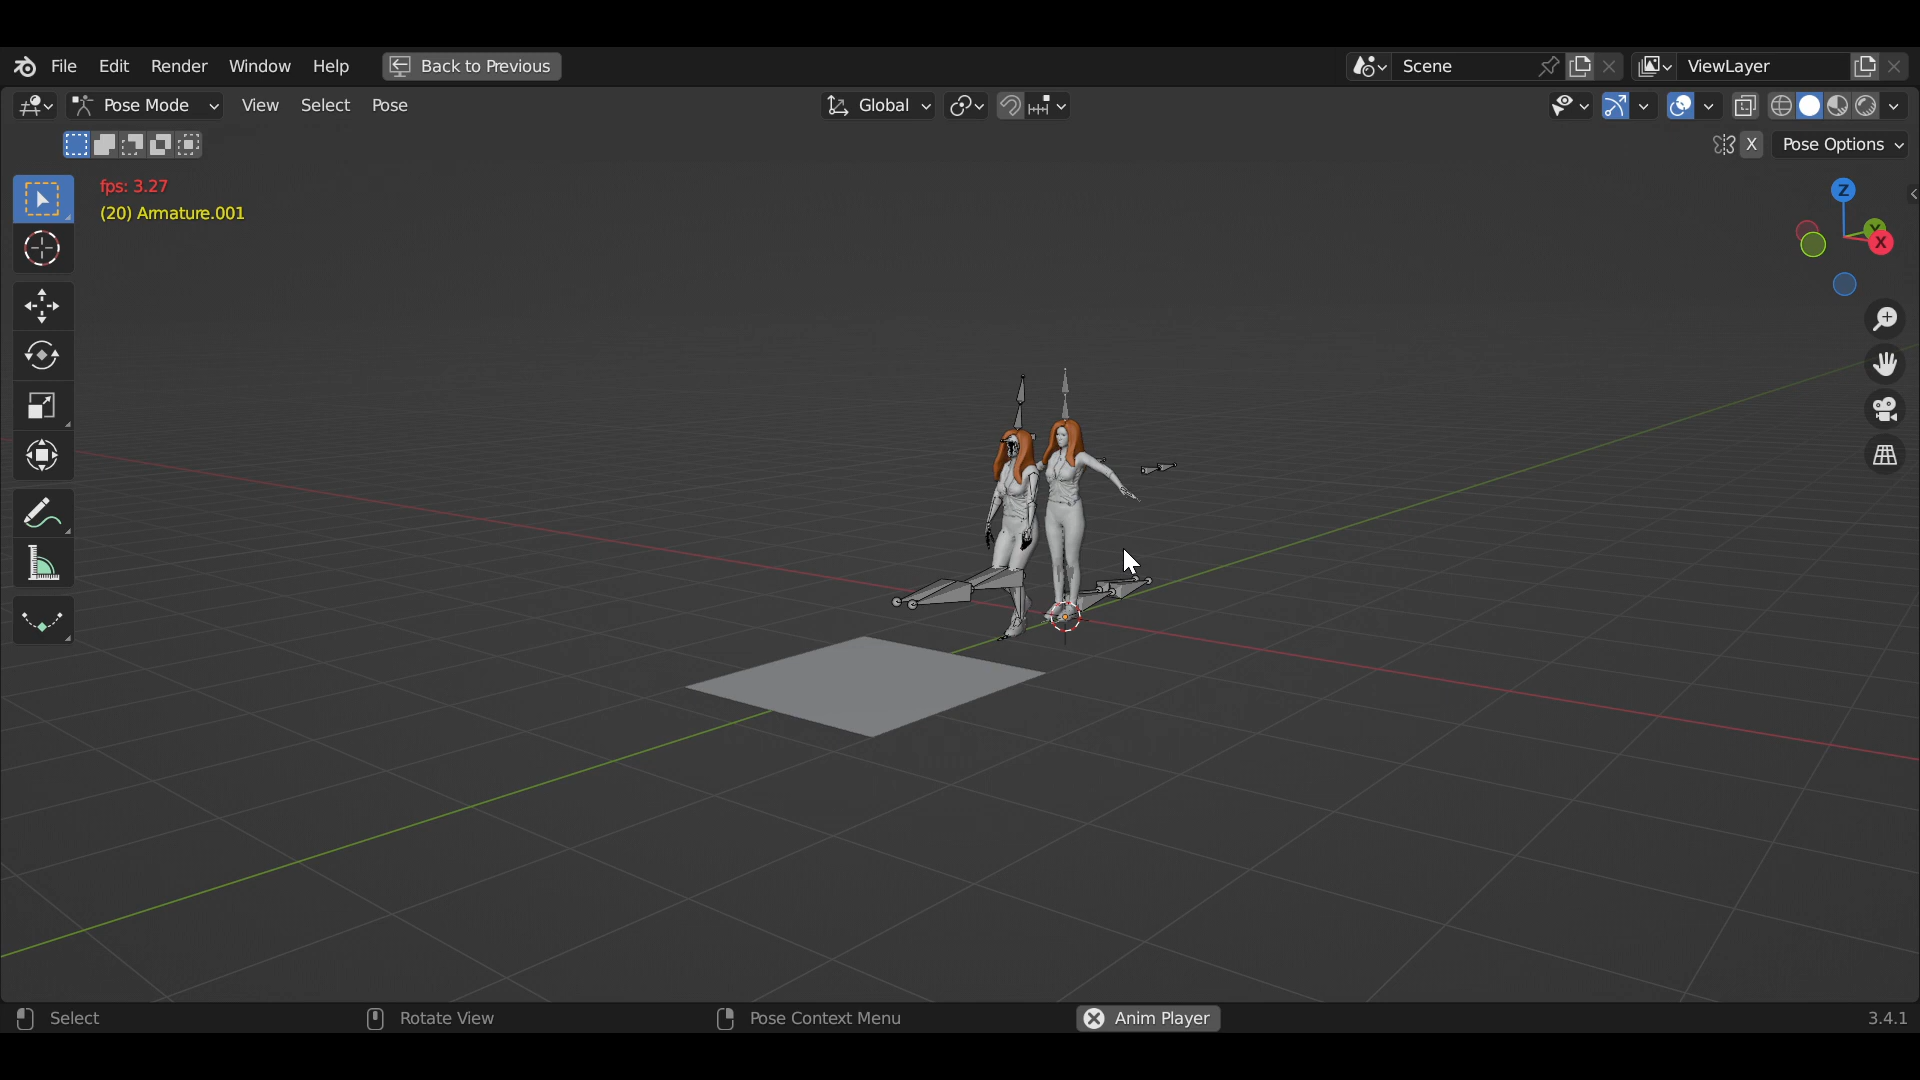 File Edit Render Window Help Back to Previous Scene ViewLayer
Pose Mode View Select Pose Global
X Pose Options
fps: 3.27
(20) Armature.001
Z
Y
X
Select Rotate View Pose Context Menu Anim Player 3.4.1